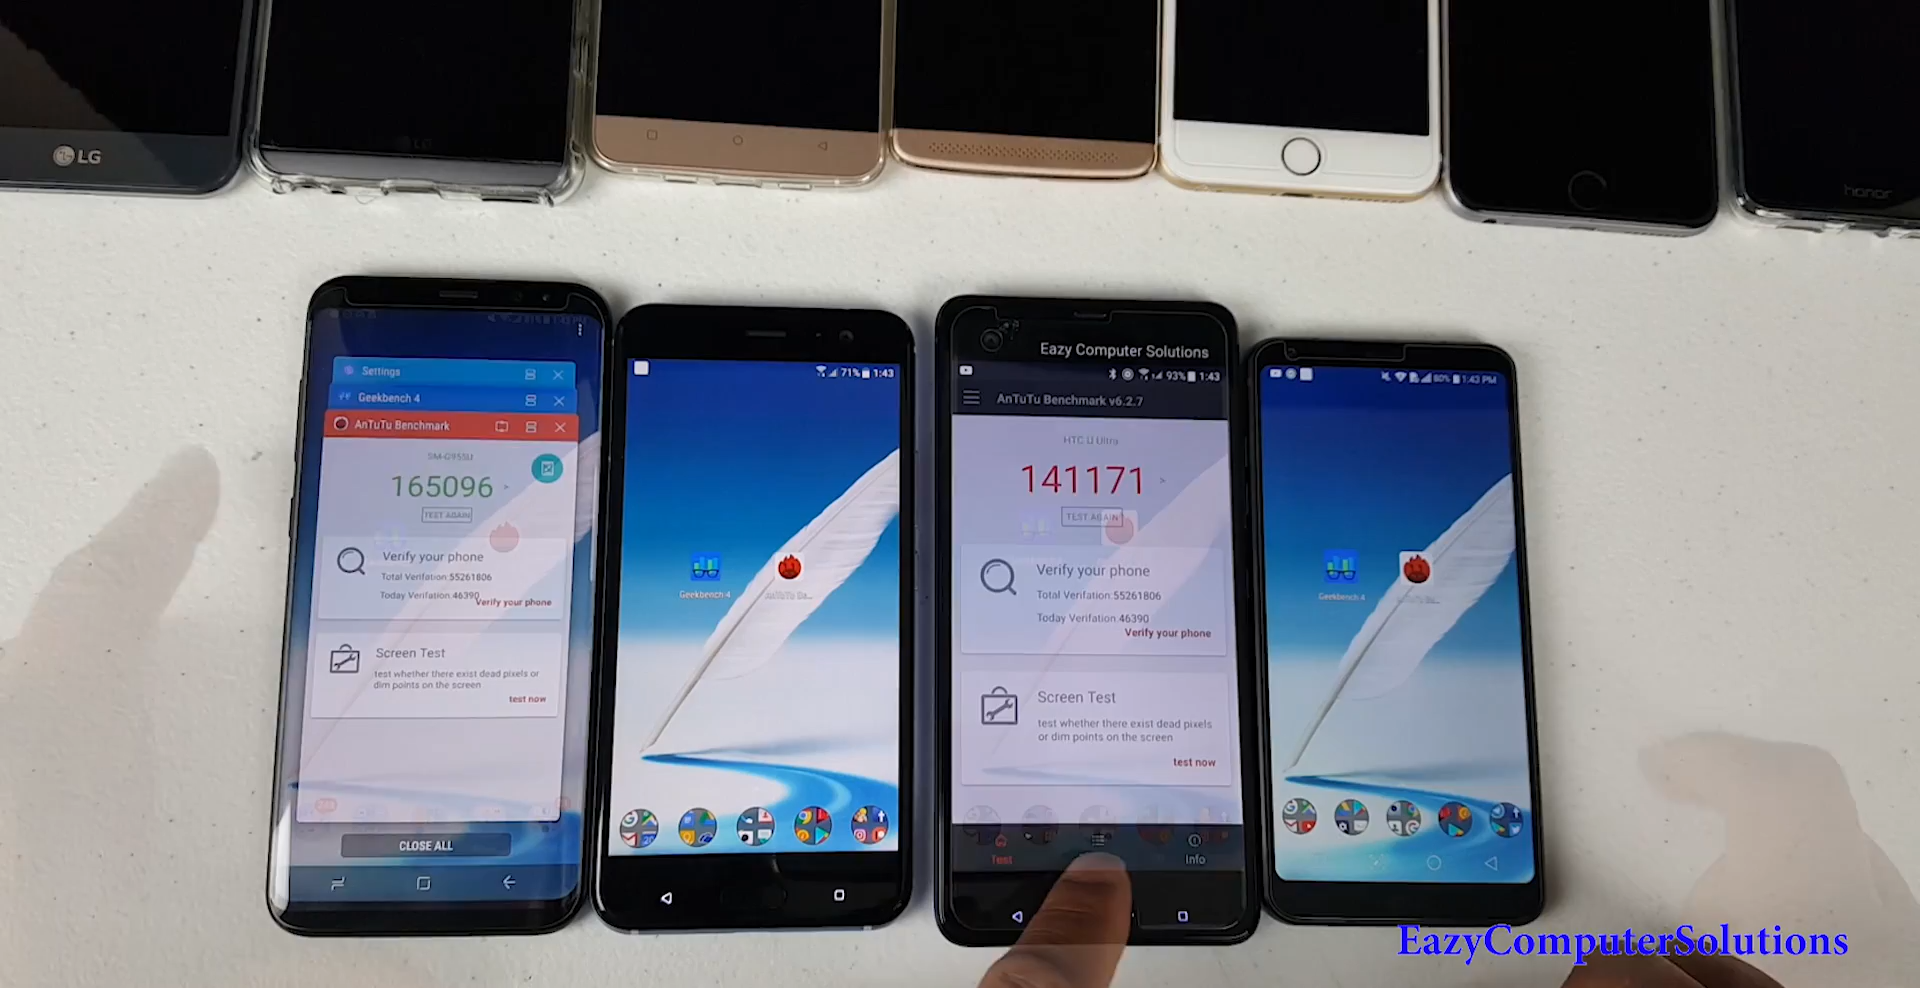 LG
LG
honor
Settings
Geekbench 4
AnTuTu Benchmark
SM-G955U
165096 >
TEST AGAIN
Verify your phone
Total Verifation:55261806
Today Verifation:46390
Verify your phone
Screen Test
test whether there exist dead pixels or
dim points on the screen
test now
CLOSE ALL
71% 1:43
Geekbench 4
AnTuTu Be...
Eazy Computer Solutions
93% 1:43
AnTuTu Benchmark v6.2.7
HTC U Ultra
141171 >
TEST AGAIN
Verify your phone
Total Verifation:55261806
Today Verifation:46390
Verify your phone
Screen Test
test whether there exist dead pixels
or dim points on the screen
test now
Test
Info
80% 1:43 PM
Geekbench 4
EazyComputerSolutions